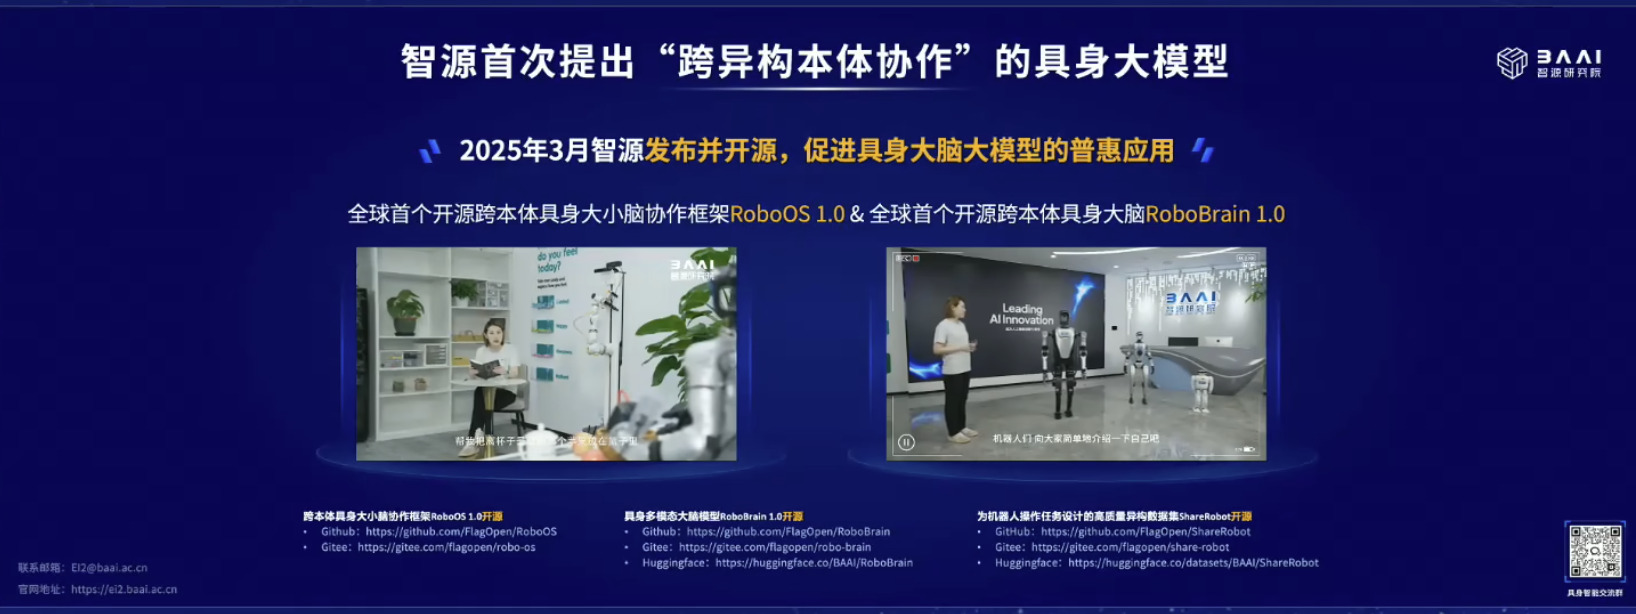 智源首次提出“跨异构本体协作”的具身大模型
BAAI
智源研究院
2025年3月智源发布并开源，促进具身大脑大模型的普惠应用
全球首个开源跨本体具身大小脑协作框架RoboOS 1.0 & 全球首个开源跨本体具身大脑RoboBrain 1.0
do you feel
today?
BAAI
智源研究院
REC
Leading
AI Innovation
BAAI
智源研究院
机器人们 向大家简单地介绍一下自己吧
跨本体具身大小脑协作框架RoboOS 1.0开源
• Github：https://github.com/FlagOpen/RoboOS
• Gitee：https://gitee.com/flagopen/robo-os
具身多模态大脑模型RoboBrain 1.0开源
• Github：https://github.com/FlagOpen/RoboBrain
• Gitee：https://gitee.com/flagopen/robo-brain
• Huggingface：https://huggingface.co/BAAI/RoboBrain
为机器人操作任务设计的高质量异构数据集ShareRobot开源
• GitHub：https://github.com/FlagOpen/ShareRobot
• Gitee：https://gitee.com/flagopen/share-robot
• Huggingface：https://huggingface.co/datasets/BAAI/ShareRobot
联系邮箱：EI2@baai.ac.cn
官网地址：https://ei2.baai.ac.cn
具身智能交流群